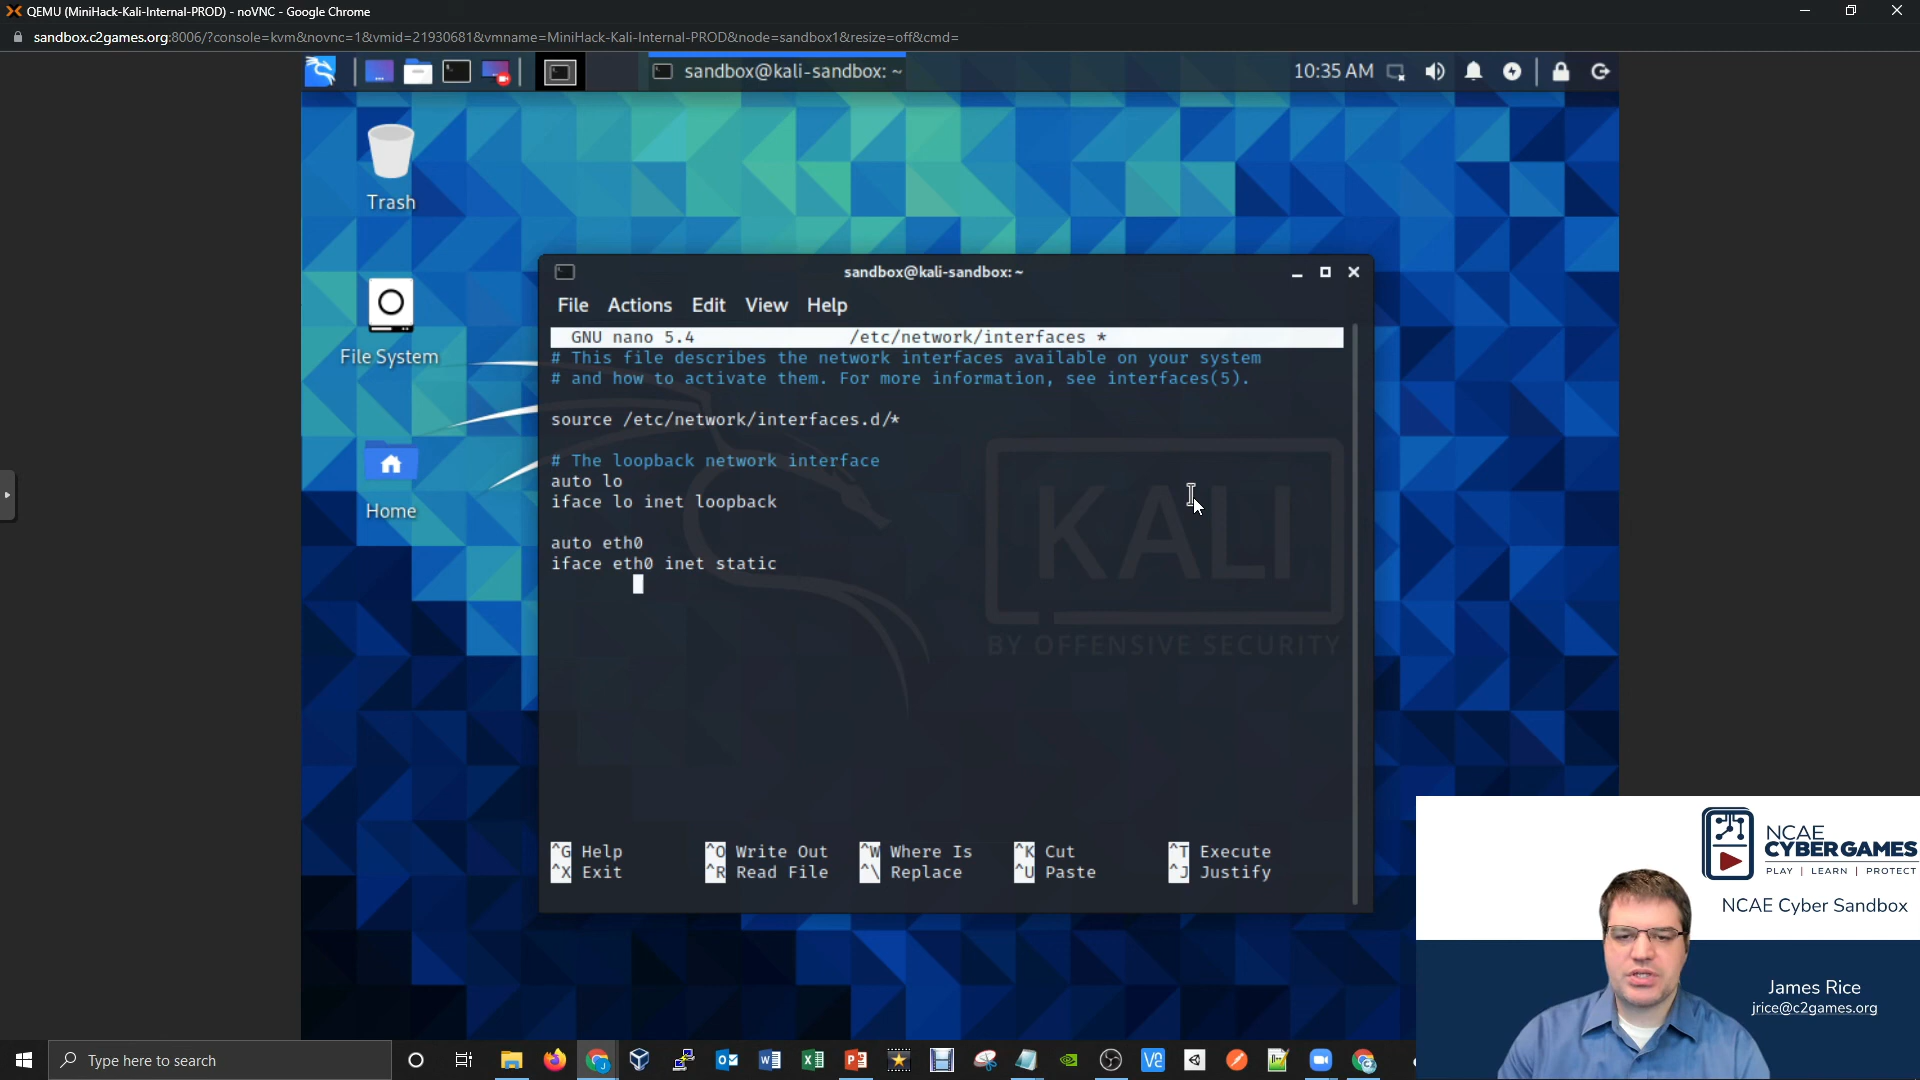 QEMU (MiniHack-Kali-Internal-PROD) - noVNC - Google Chrome
sandbox.c2games.org:8006/?console=kvm&novnc=1&vmid=21930681&vmname=MiniHack-Kali-Internal-PROD&node=sandbox1&resize=off&cmd=
sandbox@kali-sandbox: ~
10:35 AM
Trash
File System
Home
sandbox@kali-sandbox: ~
File Actions Edit View Help
GNU nano 5.4 /etc/network/interfaces *
# This file describes the network interfaces available on your system
# and how to activate them. For more information, see interfaces(5).
source /etc/network/interfaces.d/*
# The loopback network interface
auto lo
iface lo inet loopback
auto eth0
iface eth0 inet static
KALI
BY OFFENSIVE SECURITY
^G Help ^O Write Out ^W Where Is ^K Cut ^T Execute
^X Exit ^R Read File ^\ Replace ^U Paste ^J Justify
NCAE
CYBERGAMES
PLAY | LEARN | PROTECT
NCAE Cyber Sandbox
James Rice
jrice@c2games.org
Type here to search